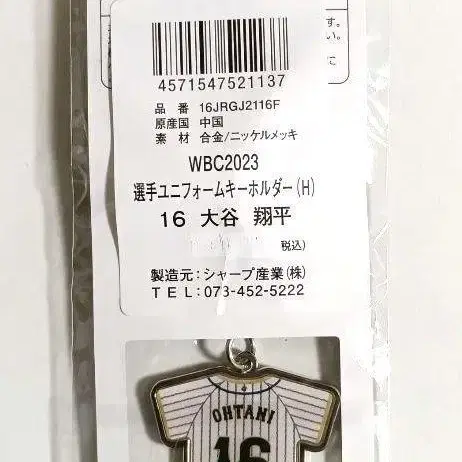 す。
い。
に
4571547521137
品 番 16JRGJ2116F
原産国 中国
素 材 合金/ニッケルメッキ
WBC2023
選手ユニフォームキーホルダー(H)
16 大谷 翔平
税込)
製造元:シャープ産業(株)
TEL:073-452-5222
OHTANI
16